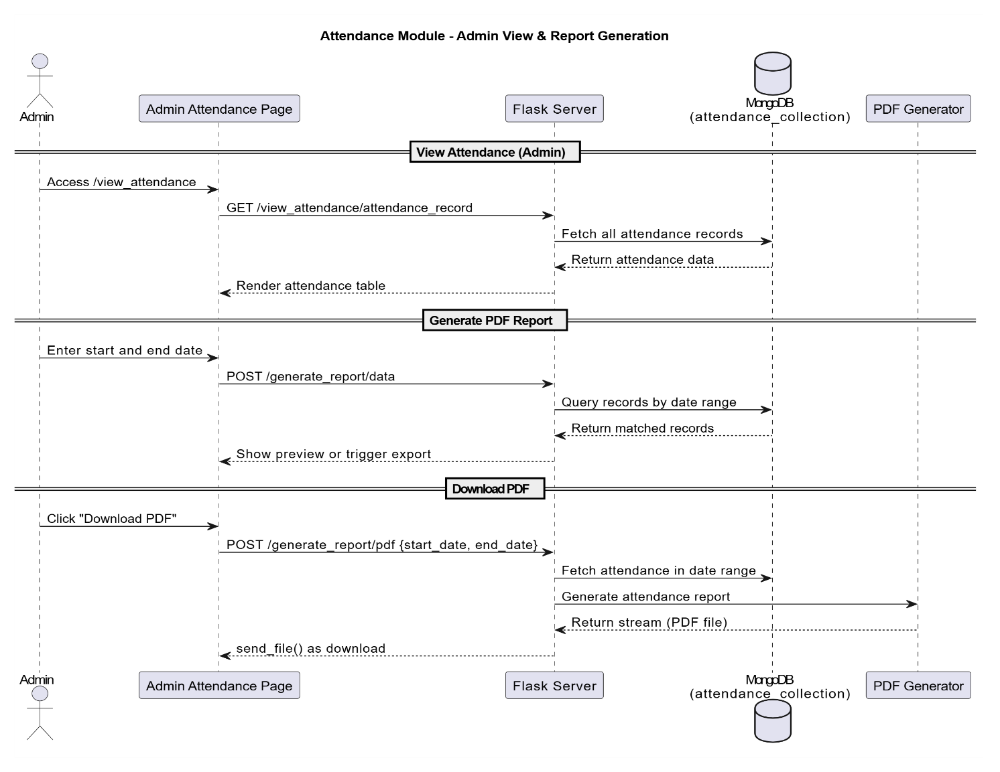 Attendance Module - Admin View & Report Generation
Admin
Admin Attendance Page
Flask Server
MongoDB
(attendance_collection)
PDF Generator
View Attendance (Admin)
Access /view_attendance
GET /view_attendance/attendance_record
Fetch all attendance records
Return attendance data
Render attendance table
Generate PDF Report
Enter start and end date
POST /generate_report/data
Query records by date range
Return matched records
Show preview or trigger export
Download PDF
Click "Download PDF"
POST /generate_report/pdf {start_date, end_date}
Fetch attendance in date range
Generate attendance report
Return stream (PDF file)
send_file() as download
Admin
Admin Attendance Page
Flask Server
MongoDB
(attendance_collection)
PDF Generator